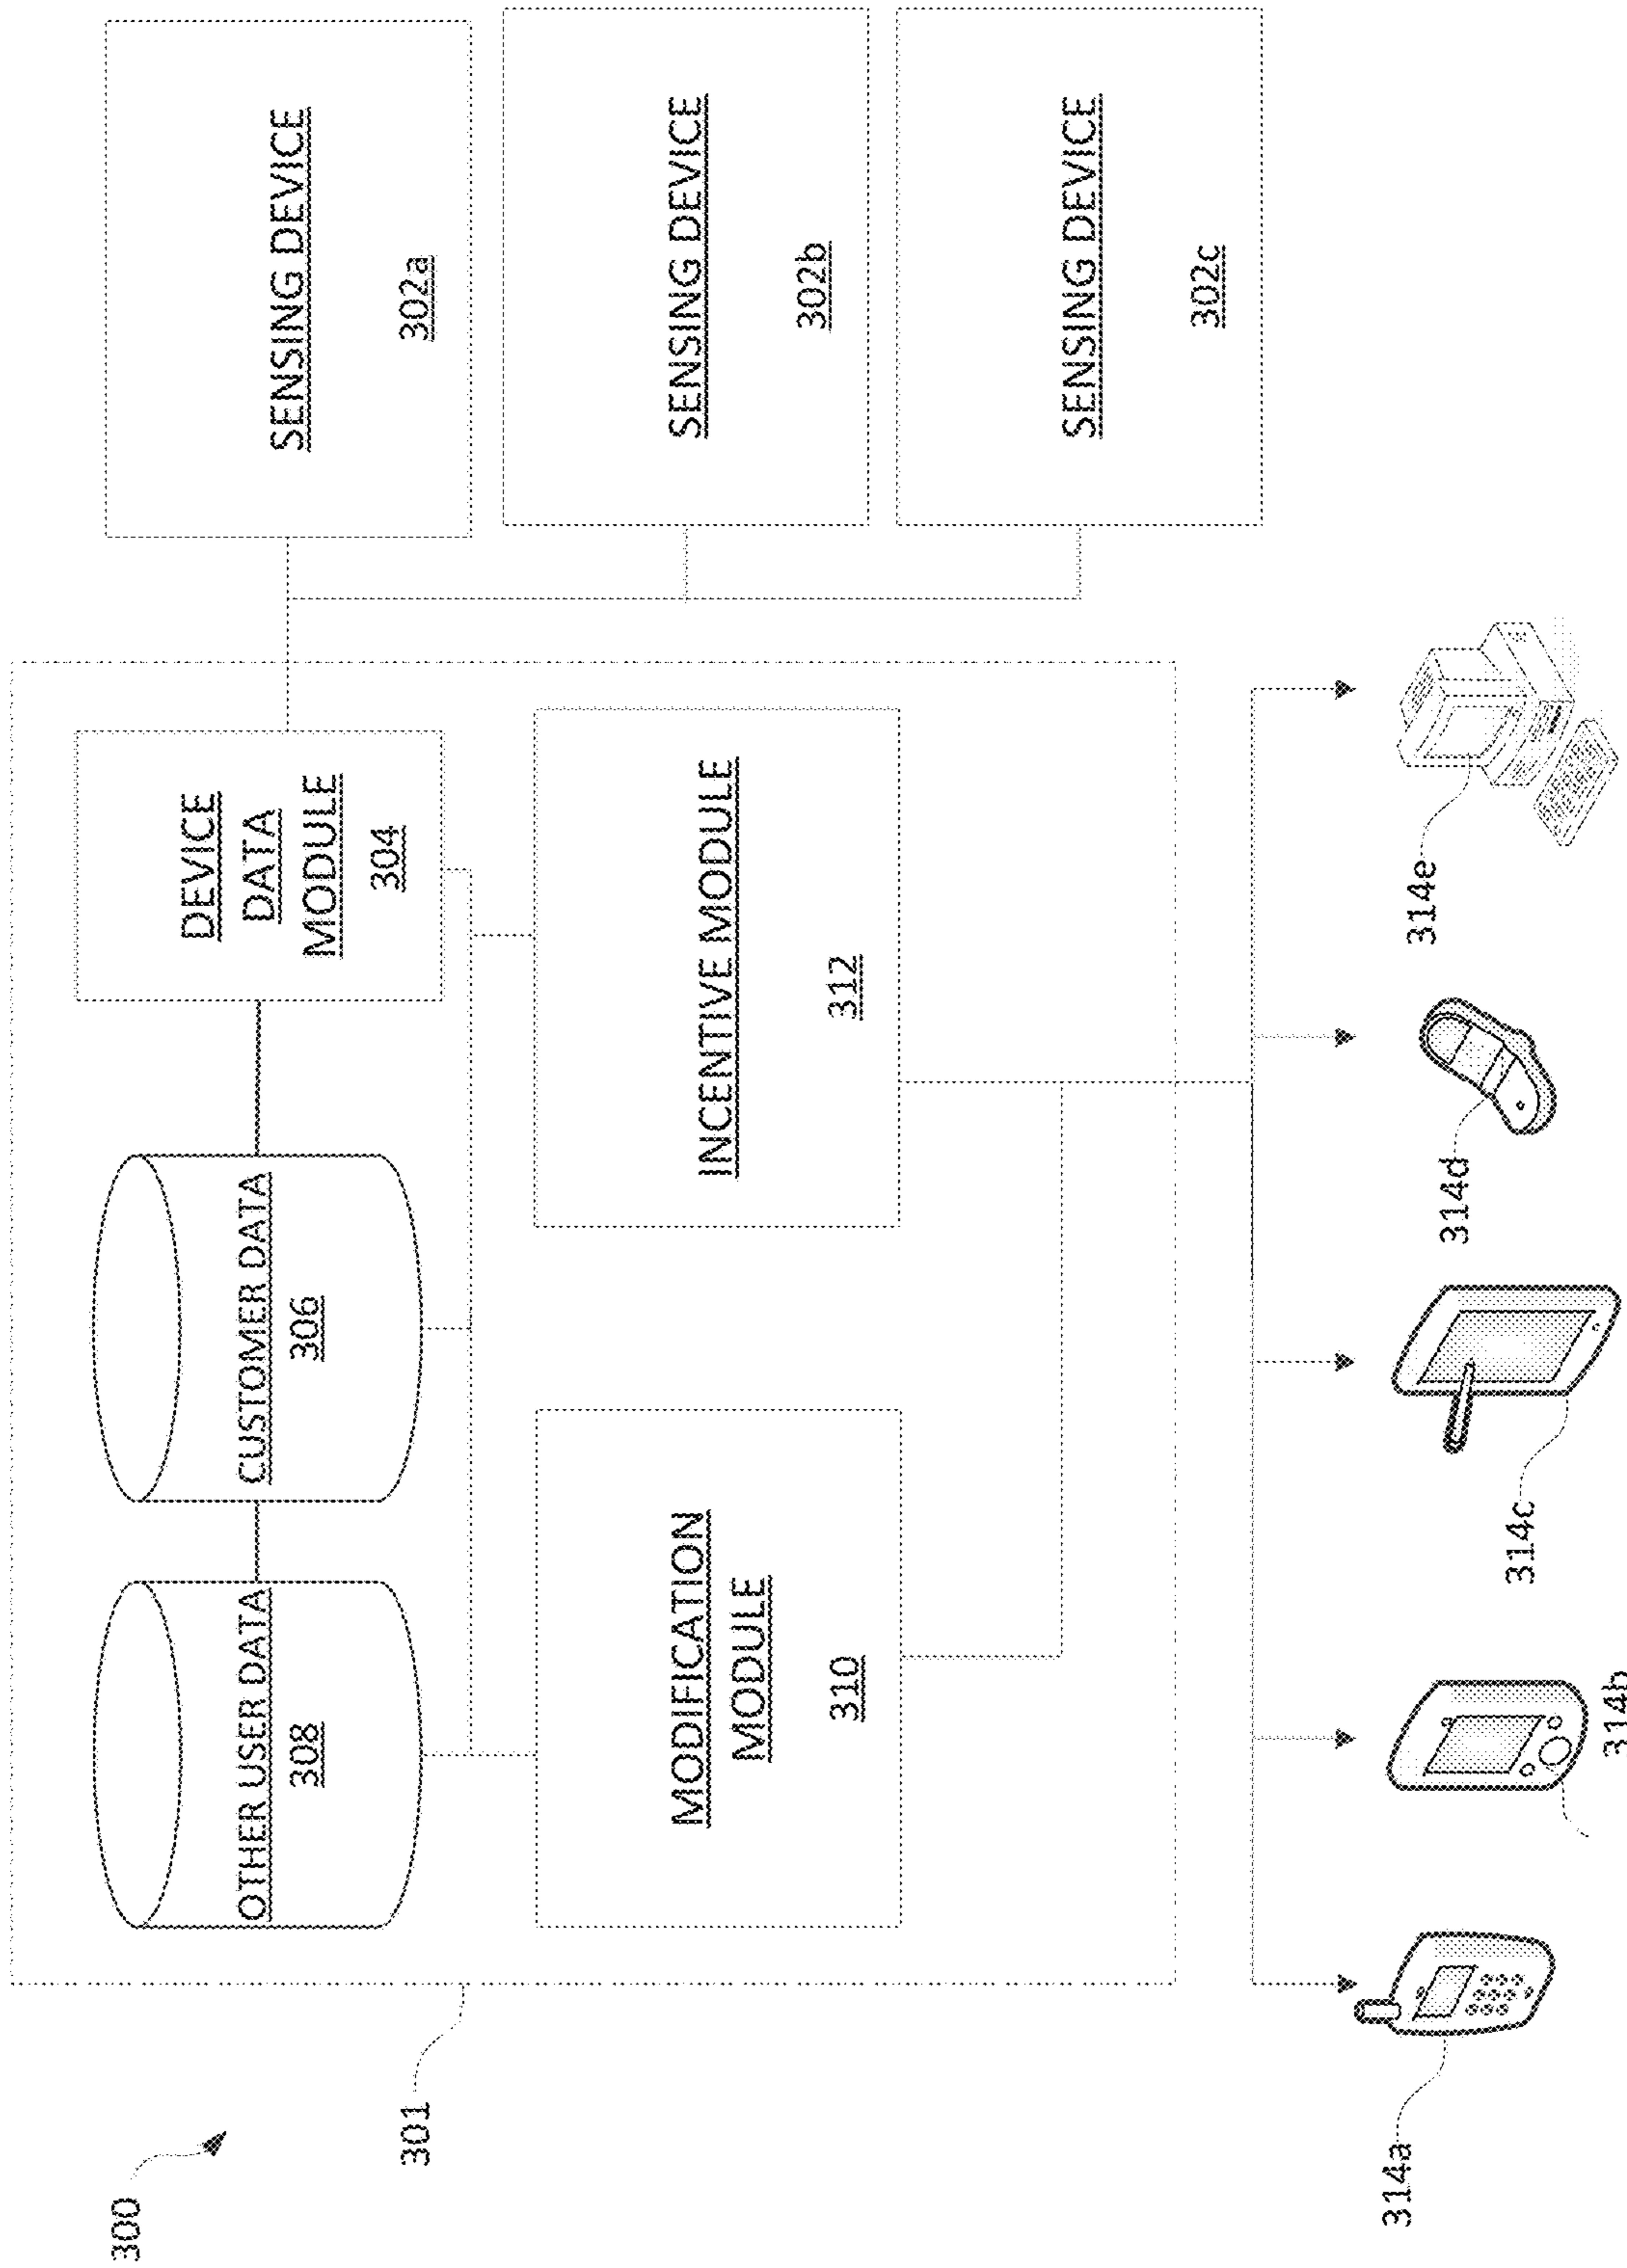 300
301
OTHER USER DATA
308
CUSTOMER DATA
306
DEVICE
DATA
MODULE
304
MODIFICATION
MODULE
310
INCENTIVE MODULE
312
SENSING DEVICE
302a
SENSING DEVICE
302b
SENSING DEVICE
302c
314a
314b
314c
314d
314e